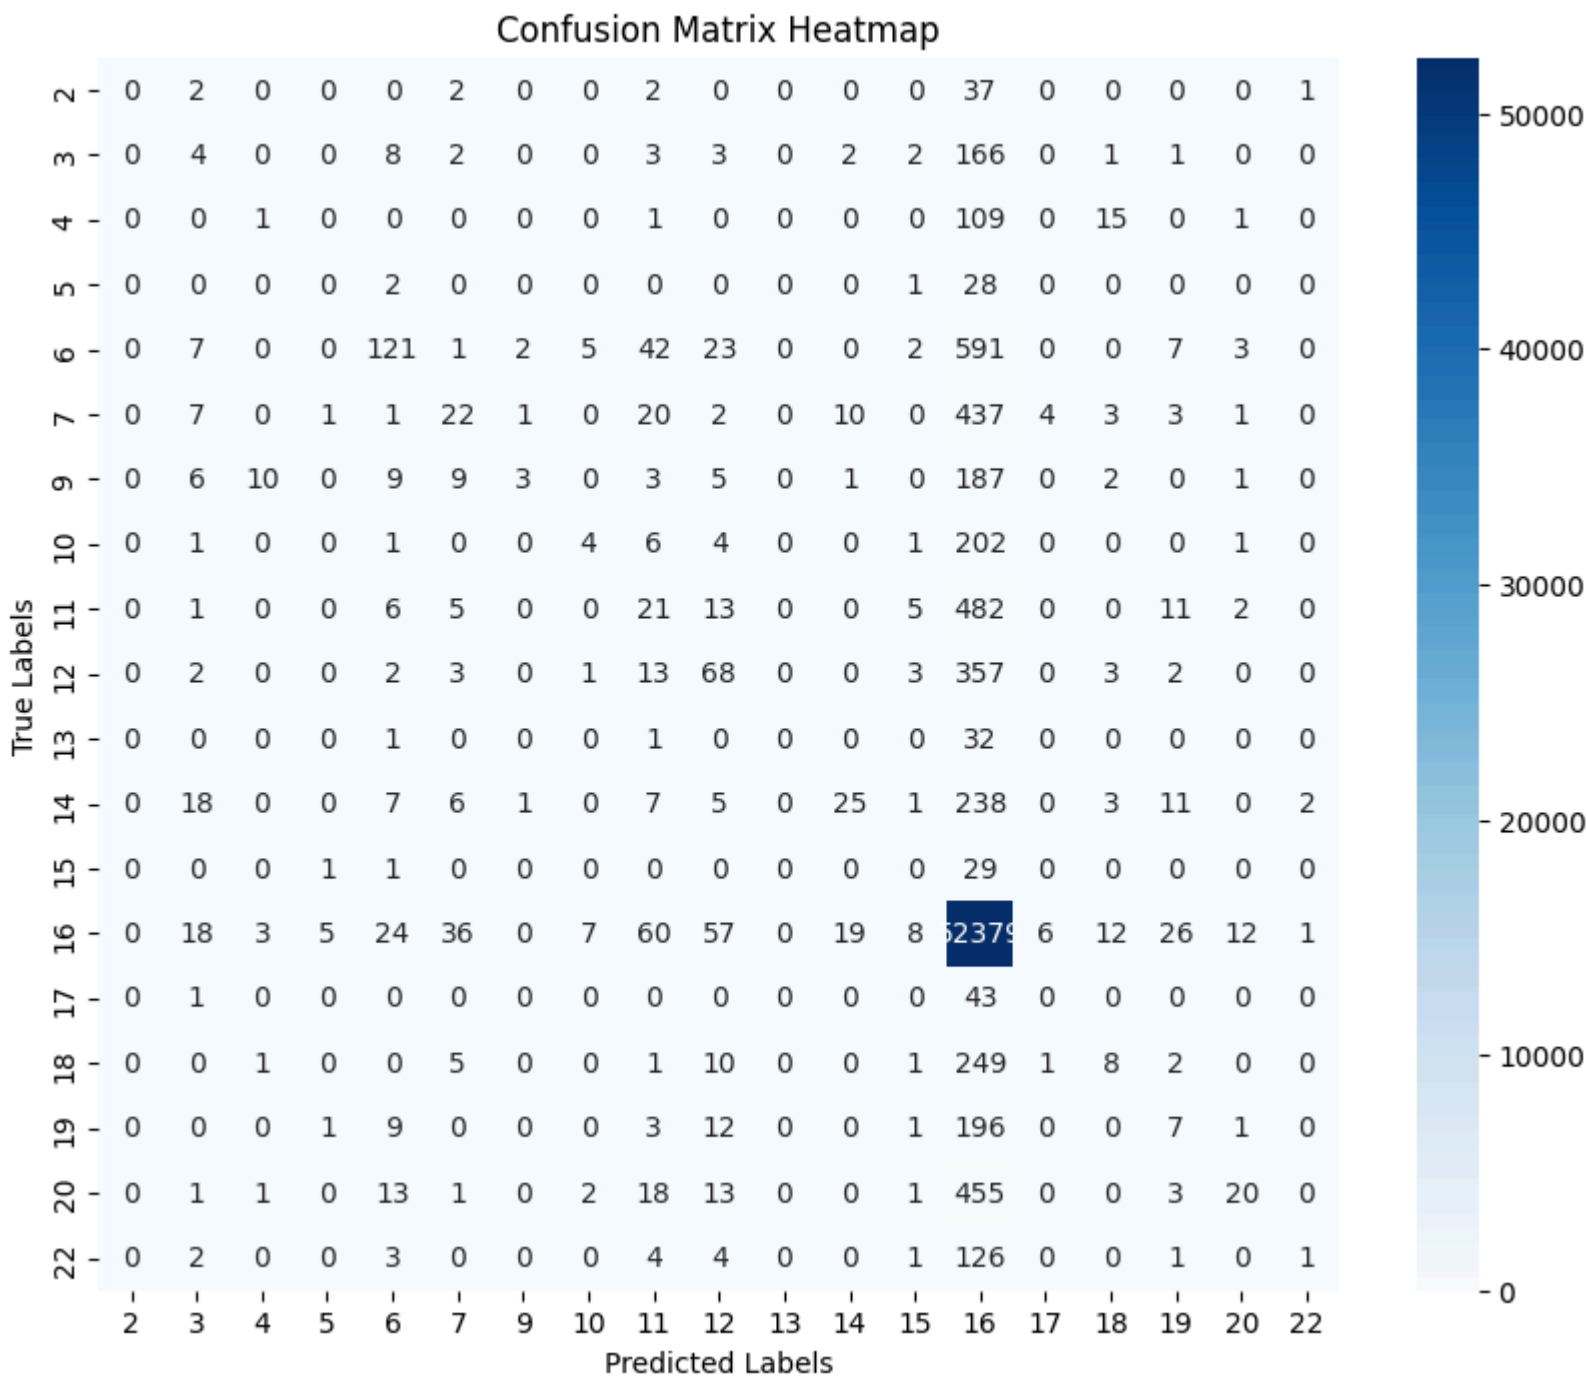 Confusion Matrix Heatmap
2 0 2 0 0 0 2 0 0 2 0 0 0 0 37 0 0 0 0 1
3 0 4 0 0 8 2 0 0 3 3 0 2 2 166 0 1 1 0 0
4 0 0 1 0 0 0 0 0 1 0 0 0 0 109 0 15 0 1 0
5 0 0 0 0 2 0 0 0 0 0 0 0 1 28 0 0 0 0 0
6 0 7 0 0 121 1 2 5 42 23 0 0 2 591 0 0 7 3 0
7 0 7 0 1 1 22 1 0 20 2 0 10 0 437 4 3 3 1 0
9 0 6 10 0 9 9 3 0 3 5 0 1 0 187 0 2 0 1 0
10 0 1 0 0 1 0 0 4 6 4 0 0 1 202 0 0 0 1 0
11 0 1 0 0 6 5 0 0 21 13 0 0 5 482 0 0 11 2 0
12 0 2 0 0 2 3 0 1 13 68 0 0 3 357 0 3 2 0 0
13 0 0 0 0 1 0 0 0 1 0 0 0 0 32 0 0 0 0 0
14 0 18 0 0 7 6 1 0 7 5 0 25 1 238 0 3 11 0 2
15 0 0 0 1 1 0 0 0 0 0 0 0 0 29 0 0 0 0 0
16 0 18 3 5 24 36 0 7 60 57 0 19 8 52379 6 12 26 12 1
17 0 1 0 0 0 0 0 0 0 0 0 0 0 43 0 0 0 0 0
18 0 0 1 0 0 5 0 0 1 10 0 0 1 249 1 8 2 0 0
19 0 0 0 1 9 0 0 0 3 12 0 0 1 196 0 0 7 1 0
20 0 1 1 0 13 1 0 2 18 13 0 0 1 455 0 0 3 20 0
22 0 2 0 0 3 0 0 0 4 4 0 0 1 126 0 0 1 0 1
2 3 4 5 6 7 9 10 11 12 13 14 15 16 17 18 19 20 22
Predicted Labels
True Labels
50000
40000
30000
20000
10000
0